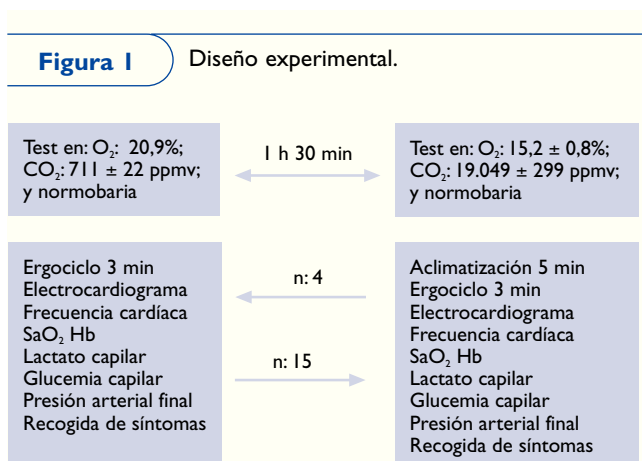 Figura 1
Diseño experimental.
Test en: O₂: 20,9%;
CO₂: 711 ± 22 ppmv;
y normobaria
1 h 30 min
Test en: O₂: 15,2 ± 0,8%;
CO₂: 19.049 ± 299 ppmv;
y normobaria
Ergociclo 3 min
Electrocardiograma
Frecuencia cardíaca
SaO₂ Hb
Lactato capilar
Glucemia capilar
Presión arterial final
Recogida de síntomas
n: 4
n: 15
Aclimatización 5 min
Ergociclo 3 min
Electrocardiograma
Frecuencia cardíaca
SaO₂ Hb
Lactato capilar
Glucemia capilar
Presión arterial final
Recogida de síntomas